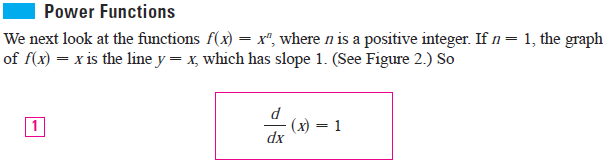 Power Functions
We next look at the functions f(x) = xⁿ, where n is a positive integer. If n = 1, the graph
of f(x) = x is the line y = x, which has slope 1. (See Figure 2.) So
1
d/dx (x) = 1